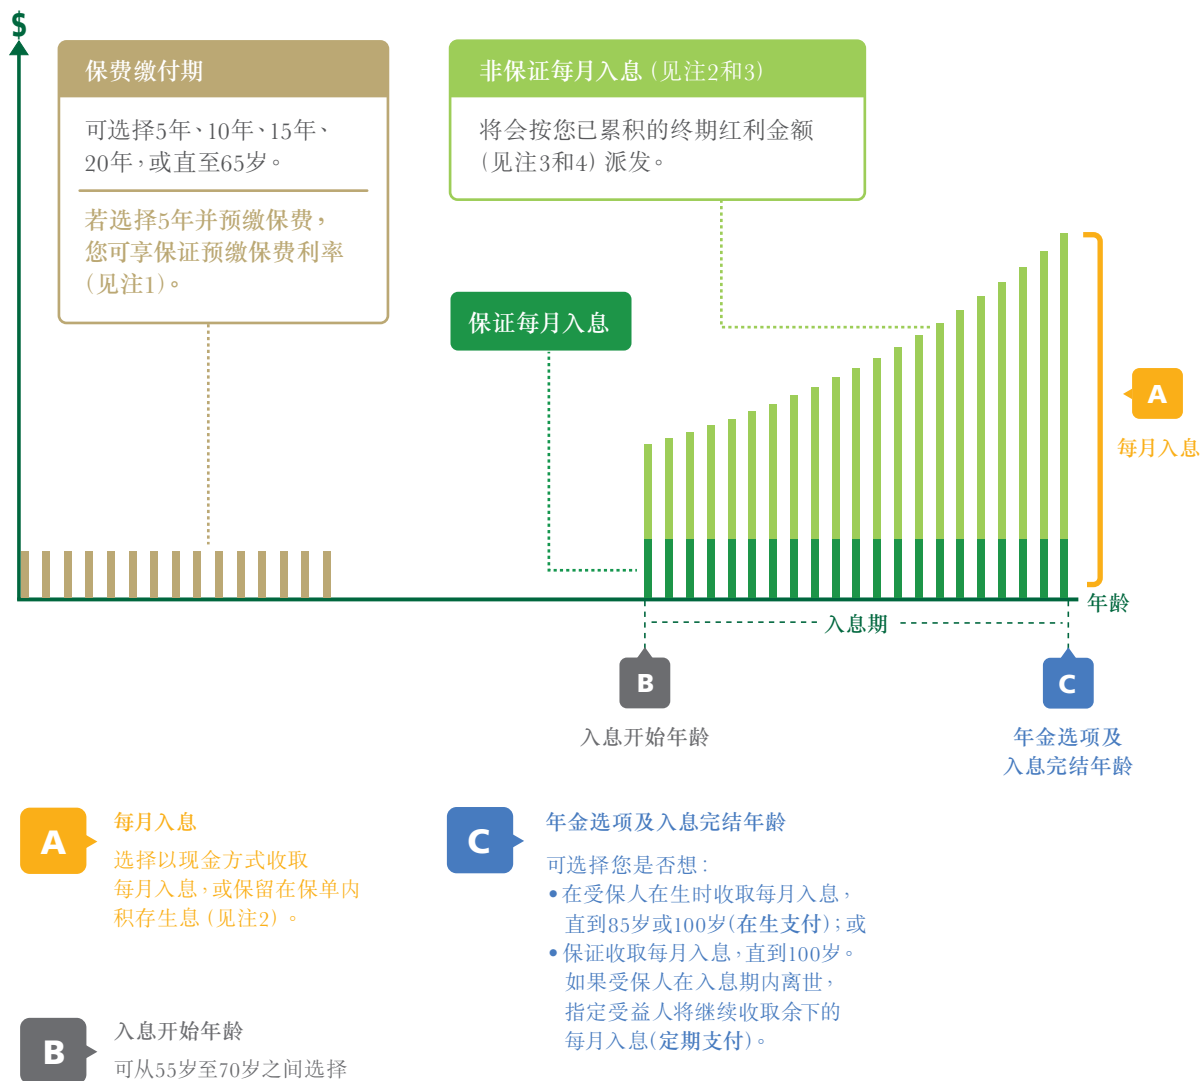 $
保费缴付期
可选择5年、10年、15年、
20年，或直至65岁。
若选择5年并预缴保费，
您可享保证预缴保费利率
（见注1）。
非保证每月入息（见注2和3）
将会按您已累积的终期红利金额
（见注3和4）派发。
保证每月入息
A
每月入息
年龄
入息期
B
入息开始年龄
C
年金选项及
入息完结年龄
A
每月入息
选择以现金方式收取
每月入息，或保留在保单内
积存生息（见注2）。
B
入息开始年龄
可从55岁至70岁之间选择
C
年金选项及入息完结年龄
可选择您是否想：
•在受保人在生时收取每月入息，
直到85岁或100岁(在生支付)；或
•保证收取每月入息，直到100岁。
如果受保人在入息期内离世，
指定受益人将继续收取余下的
每月入息(定期支付)。